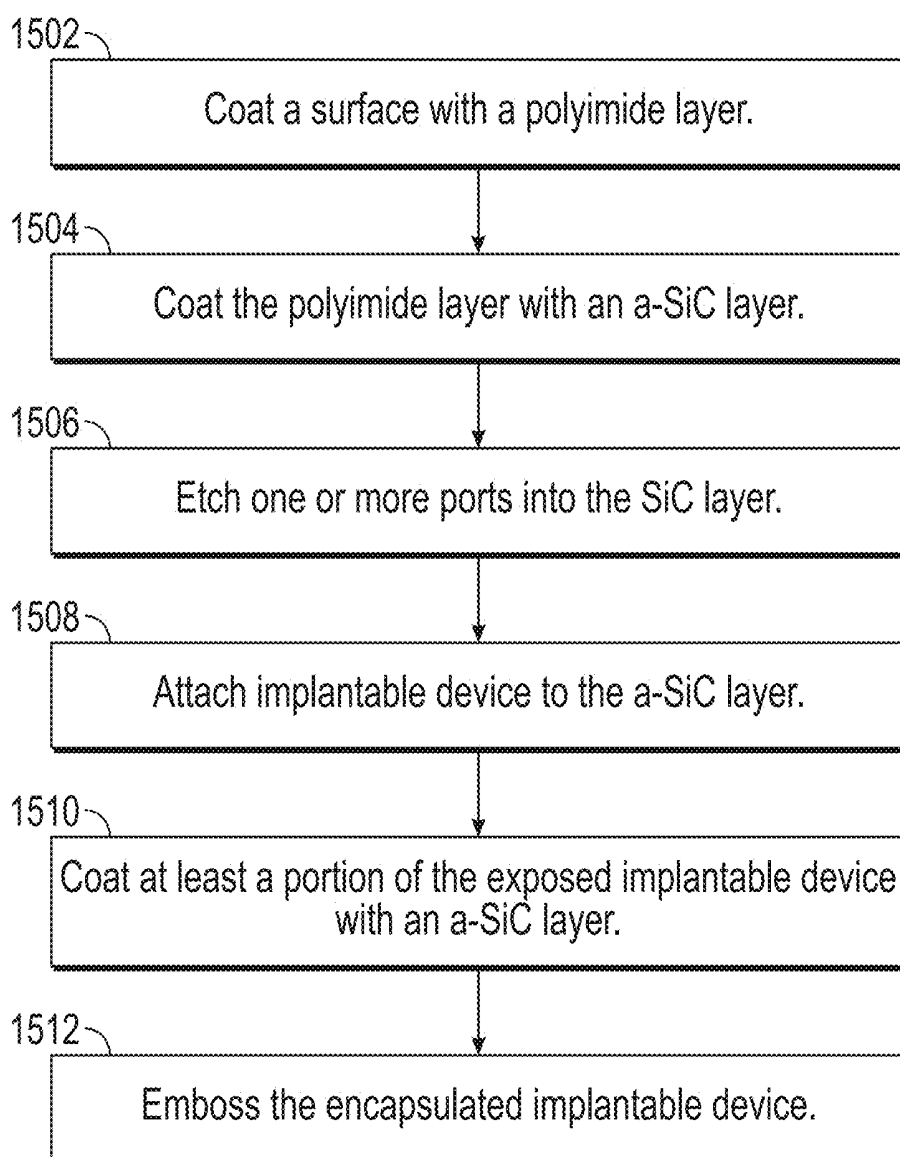 1502
Coat a surface with a polyimide layer.
1504
Coat the polyimide layer with an a-SiC layer.
1506
Etch one or more ports into the SiC layer.
1508
Attach implantable device to the a-SiC layer.
1510
Coat at least a portion of the exposed implantable device
with an a-SiC layer.
1512
Emboss the encapsulated implantable device.